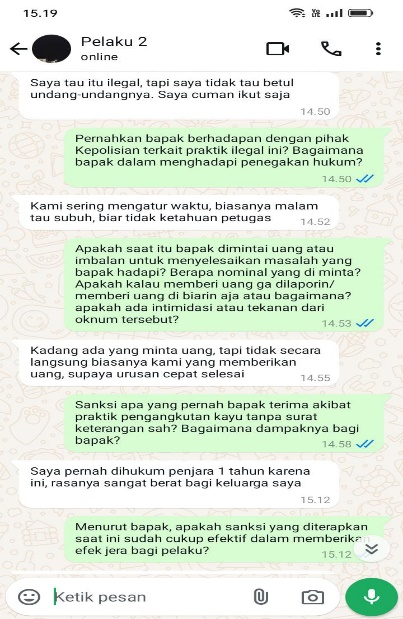 15.19
Pelaku 2
online
Saya tau itu ilegal, tapi saya tidak tau betul
undang-undangnya. Saya cuman ikut saja
14.50
Pernahkan bapak berhadapan dengan pihak
Kepolisian terkait praktik ilegal ini? Bagaimana
bapak dalam menghadapi penegakan hukum?
14.50
Kami sering mengatur waktu, biasanya malam
tau subuh, biar tidak ketahuan petugas
14.52
Apakah saat itu bapak dimintai uang atau
imbalan untuk menyelesaikan masalah yang
bapak hadapi? Berapa nominal yang di minta?
Apakah kalau memberi uang ga dilaporin/
memberi uang di biarin aja atau bagaimana?
apakah ada intimidasi atau tekanan dari
oknum tersebut?
14.53
Kadang ada yang minta uang, tapi tidak secara
langsung biasanya kami yang memberikan
uang, supaya urusan cepat selesai
14.55
Sanksi apa yang pernah bapak terima akibat
praktik pengangkutan kayu tanpa surat
keterangan sah? Bagaimana dampaknya bagi
bapak?
14.58
Saya pernah dihukum penjara 1 tahun karena
ini, rasanya sangat berat bagi keluarga saya
15.12
Menurut bapak, apakah sanksi yang diterapkan
saat ini sudah cukup efektif dalam memberika
efek jera bagi pelaku?
15.12
Ketik pesan